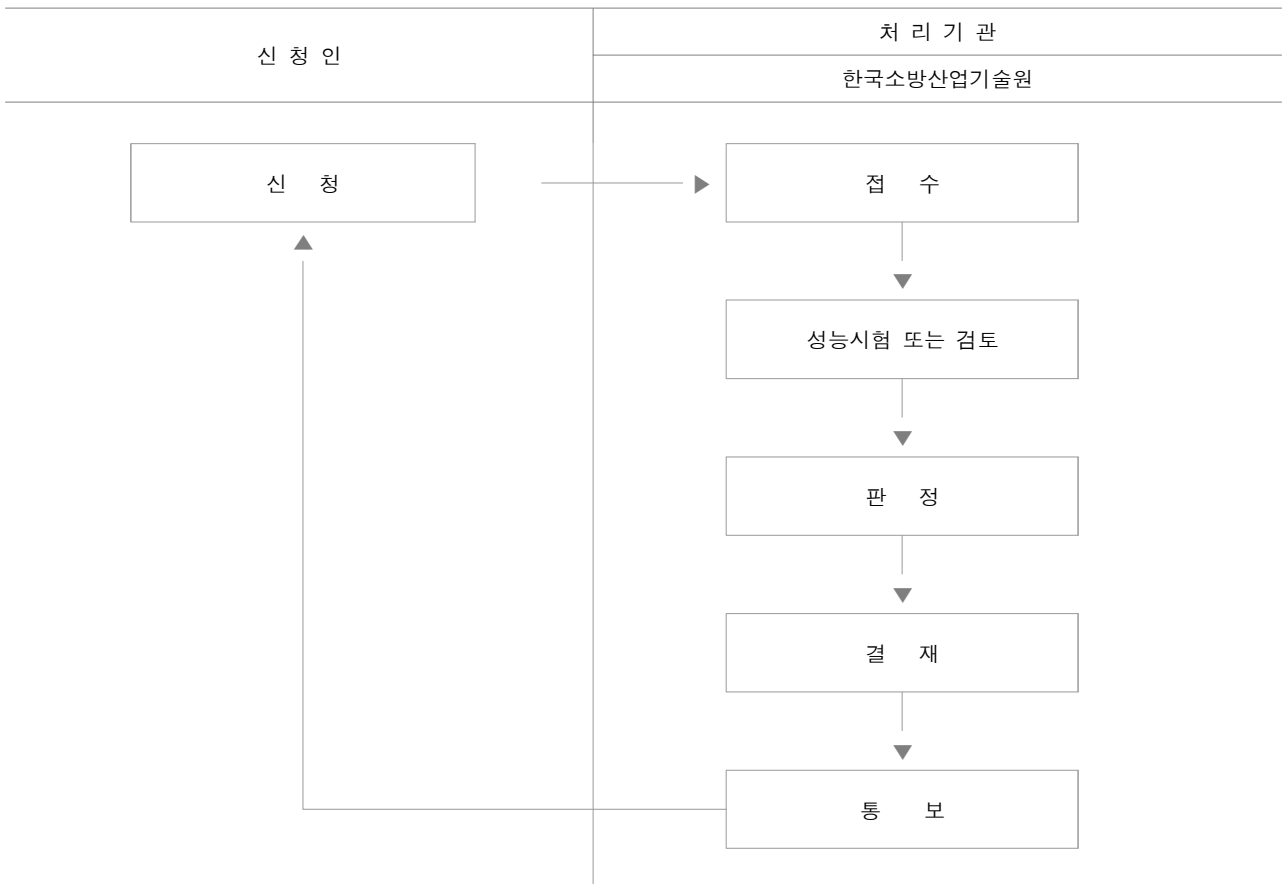 신 청 인
처 리 기 관
한국소방산업기술원
신 청
접 수
성능시험 또는 검토
판 정
결 재
통 보